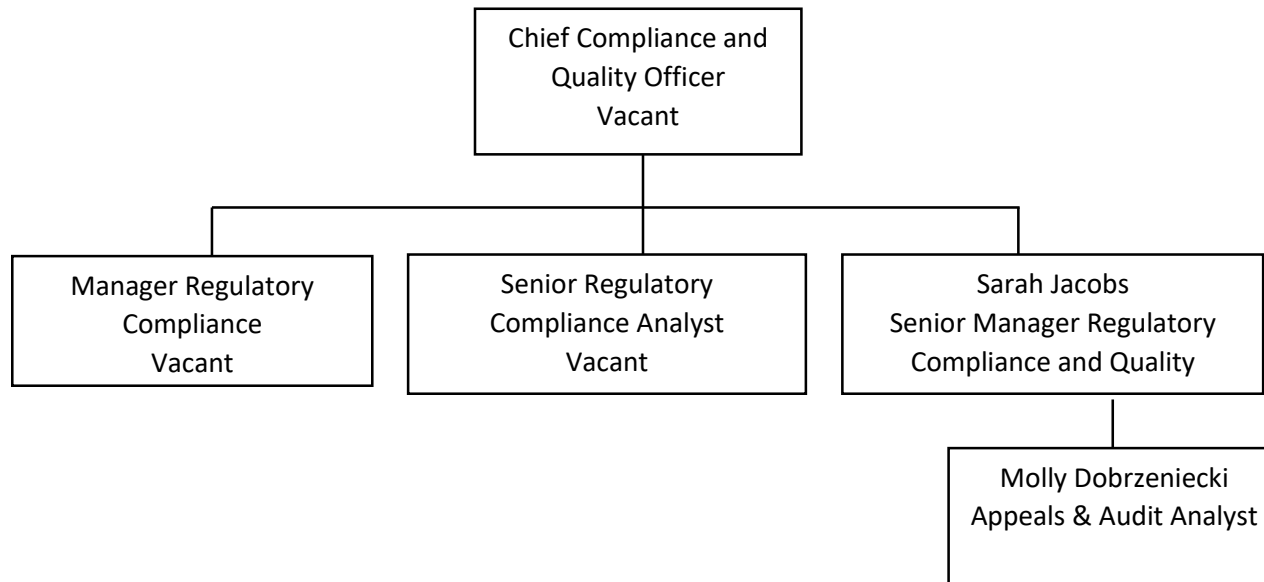 Chief Compliance and
Quality Officer
Vacant
Manager Regulatory
Compliance
Vacant
Senior Regulatory
Compliance Analyst
Vacant
Sarah Jacobs
Senior Manager Regulatory
Compliance and Quality
Molly Dobrzeniecki
Appeals & Audit Analyst